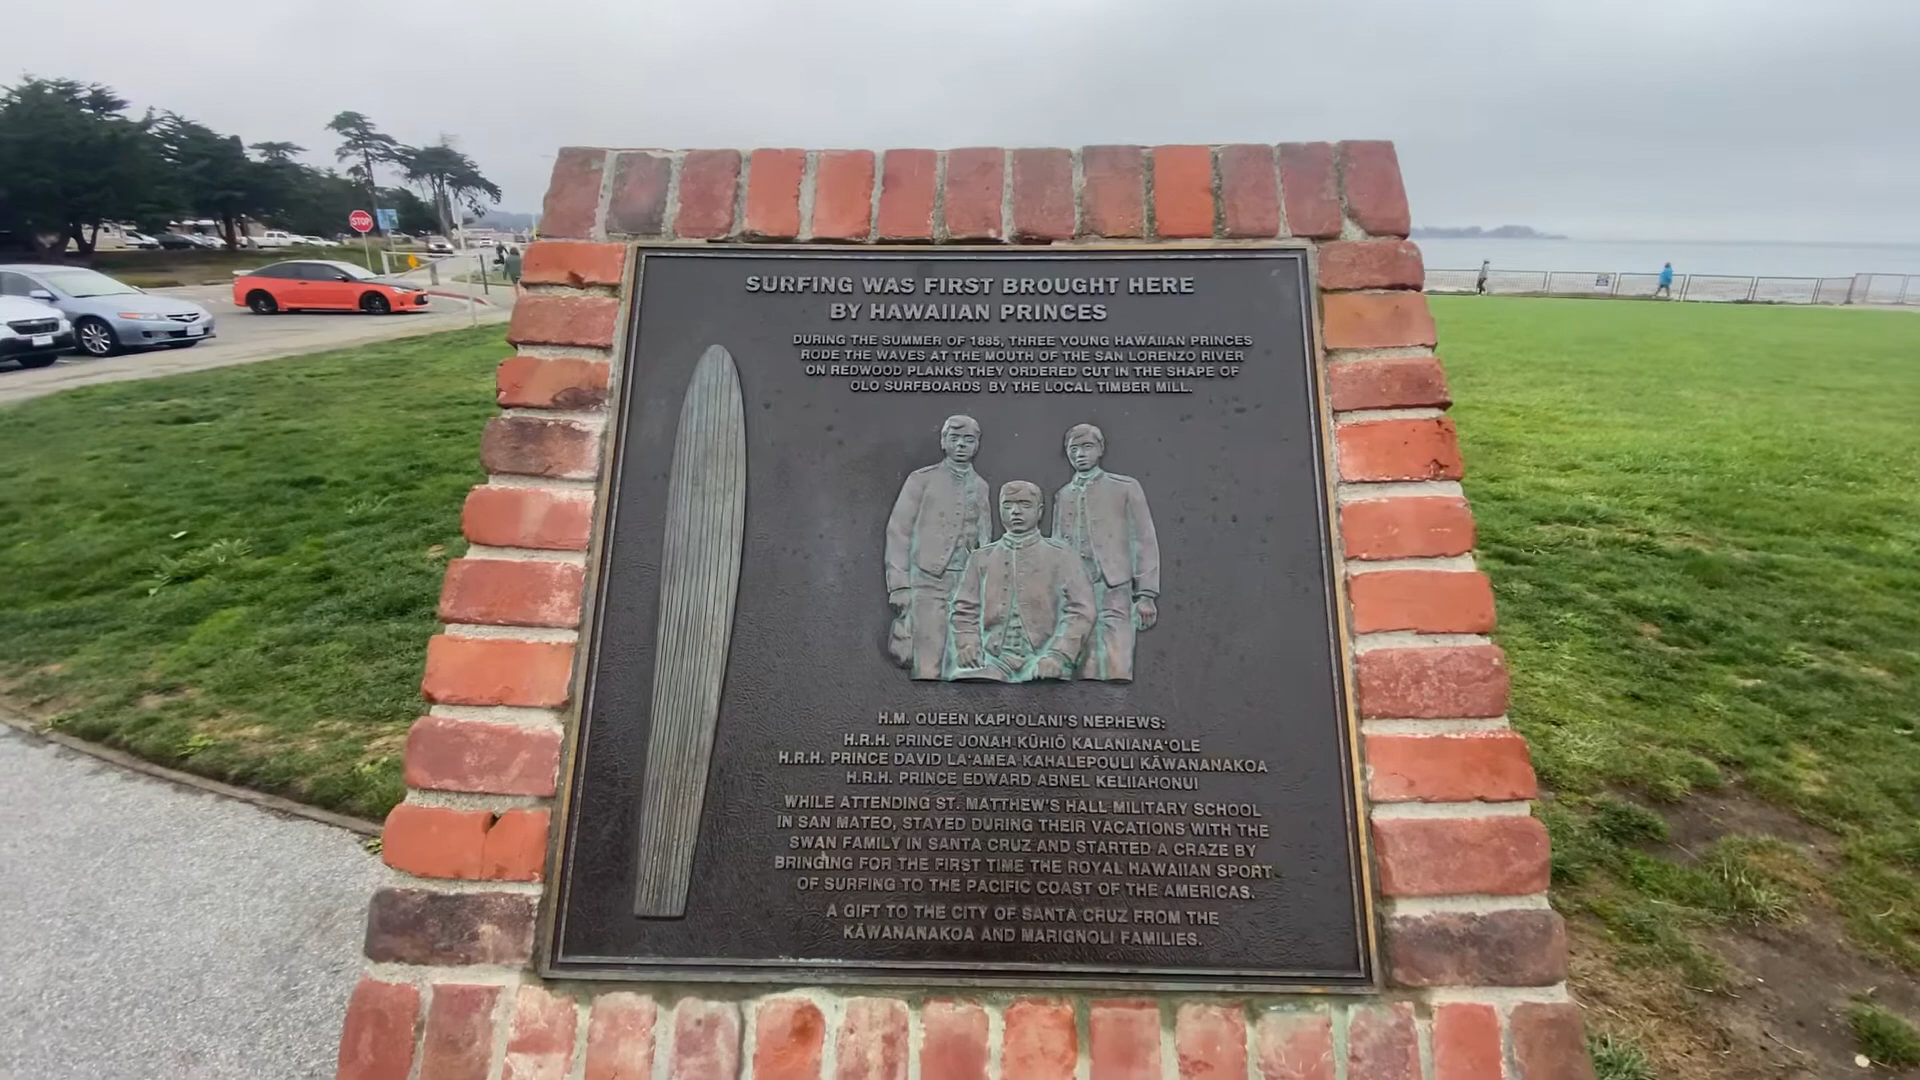 STOP
SURFING WAS FIRST BROUGHT HERE
BY HAWAIIAN PRINCES
DURING THE SUMMER OF 1885, THREE YOUNG HAWAIIAN PRINCES
RODE THE WAVES AT THE MOUTH OF THE SAN LORENZO RIVER
ON REDWOOD PLANKS THEY ORDERED CUT IN THE SHAPE OF
OLO SURFBOARDS BY THE LOCAL TIMBER MILL.
H.M. QUEEN KAPI‘OLANI'S NEPHEWS:
H.R.H. PRINCE JONAH KŪHIŌ KALANIANA‘OLE
H.R.H. PRINCE DAVID LA‘AMEA KAHALEPOULI KĀWANANAKOA
H.R.H. PRINCE EDWARD ABNEL KELIIAHONUI
WHILE ATTENDING ST. MATTHEW'S HALL MILITARY SCHOOL
IN SAN MATEO, STAYED DURING THEIR VACATIONS WITH THE
SWAN FAMILY IN SANTA CRUZ AND STARTED A CRAZE BY
BRINGING FOR THE FIRST TIME THE ROYAL HAWAIIAN SPORT
OF SURFING TO THE PACIFIC COAST OF THE AMERICAS.
A GIFT TO THE CITY OF SANTA CRUZ FROM THE
KĀWANANAKOA AND MARIGNOLI FAMILIES.